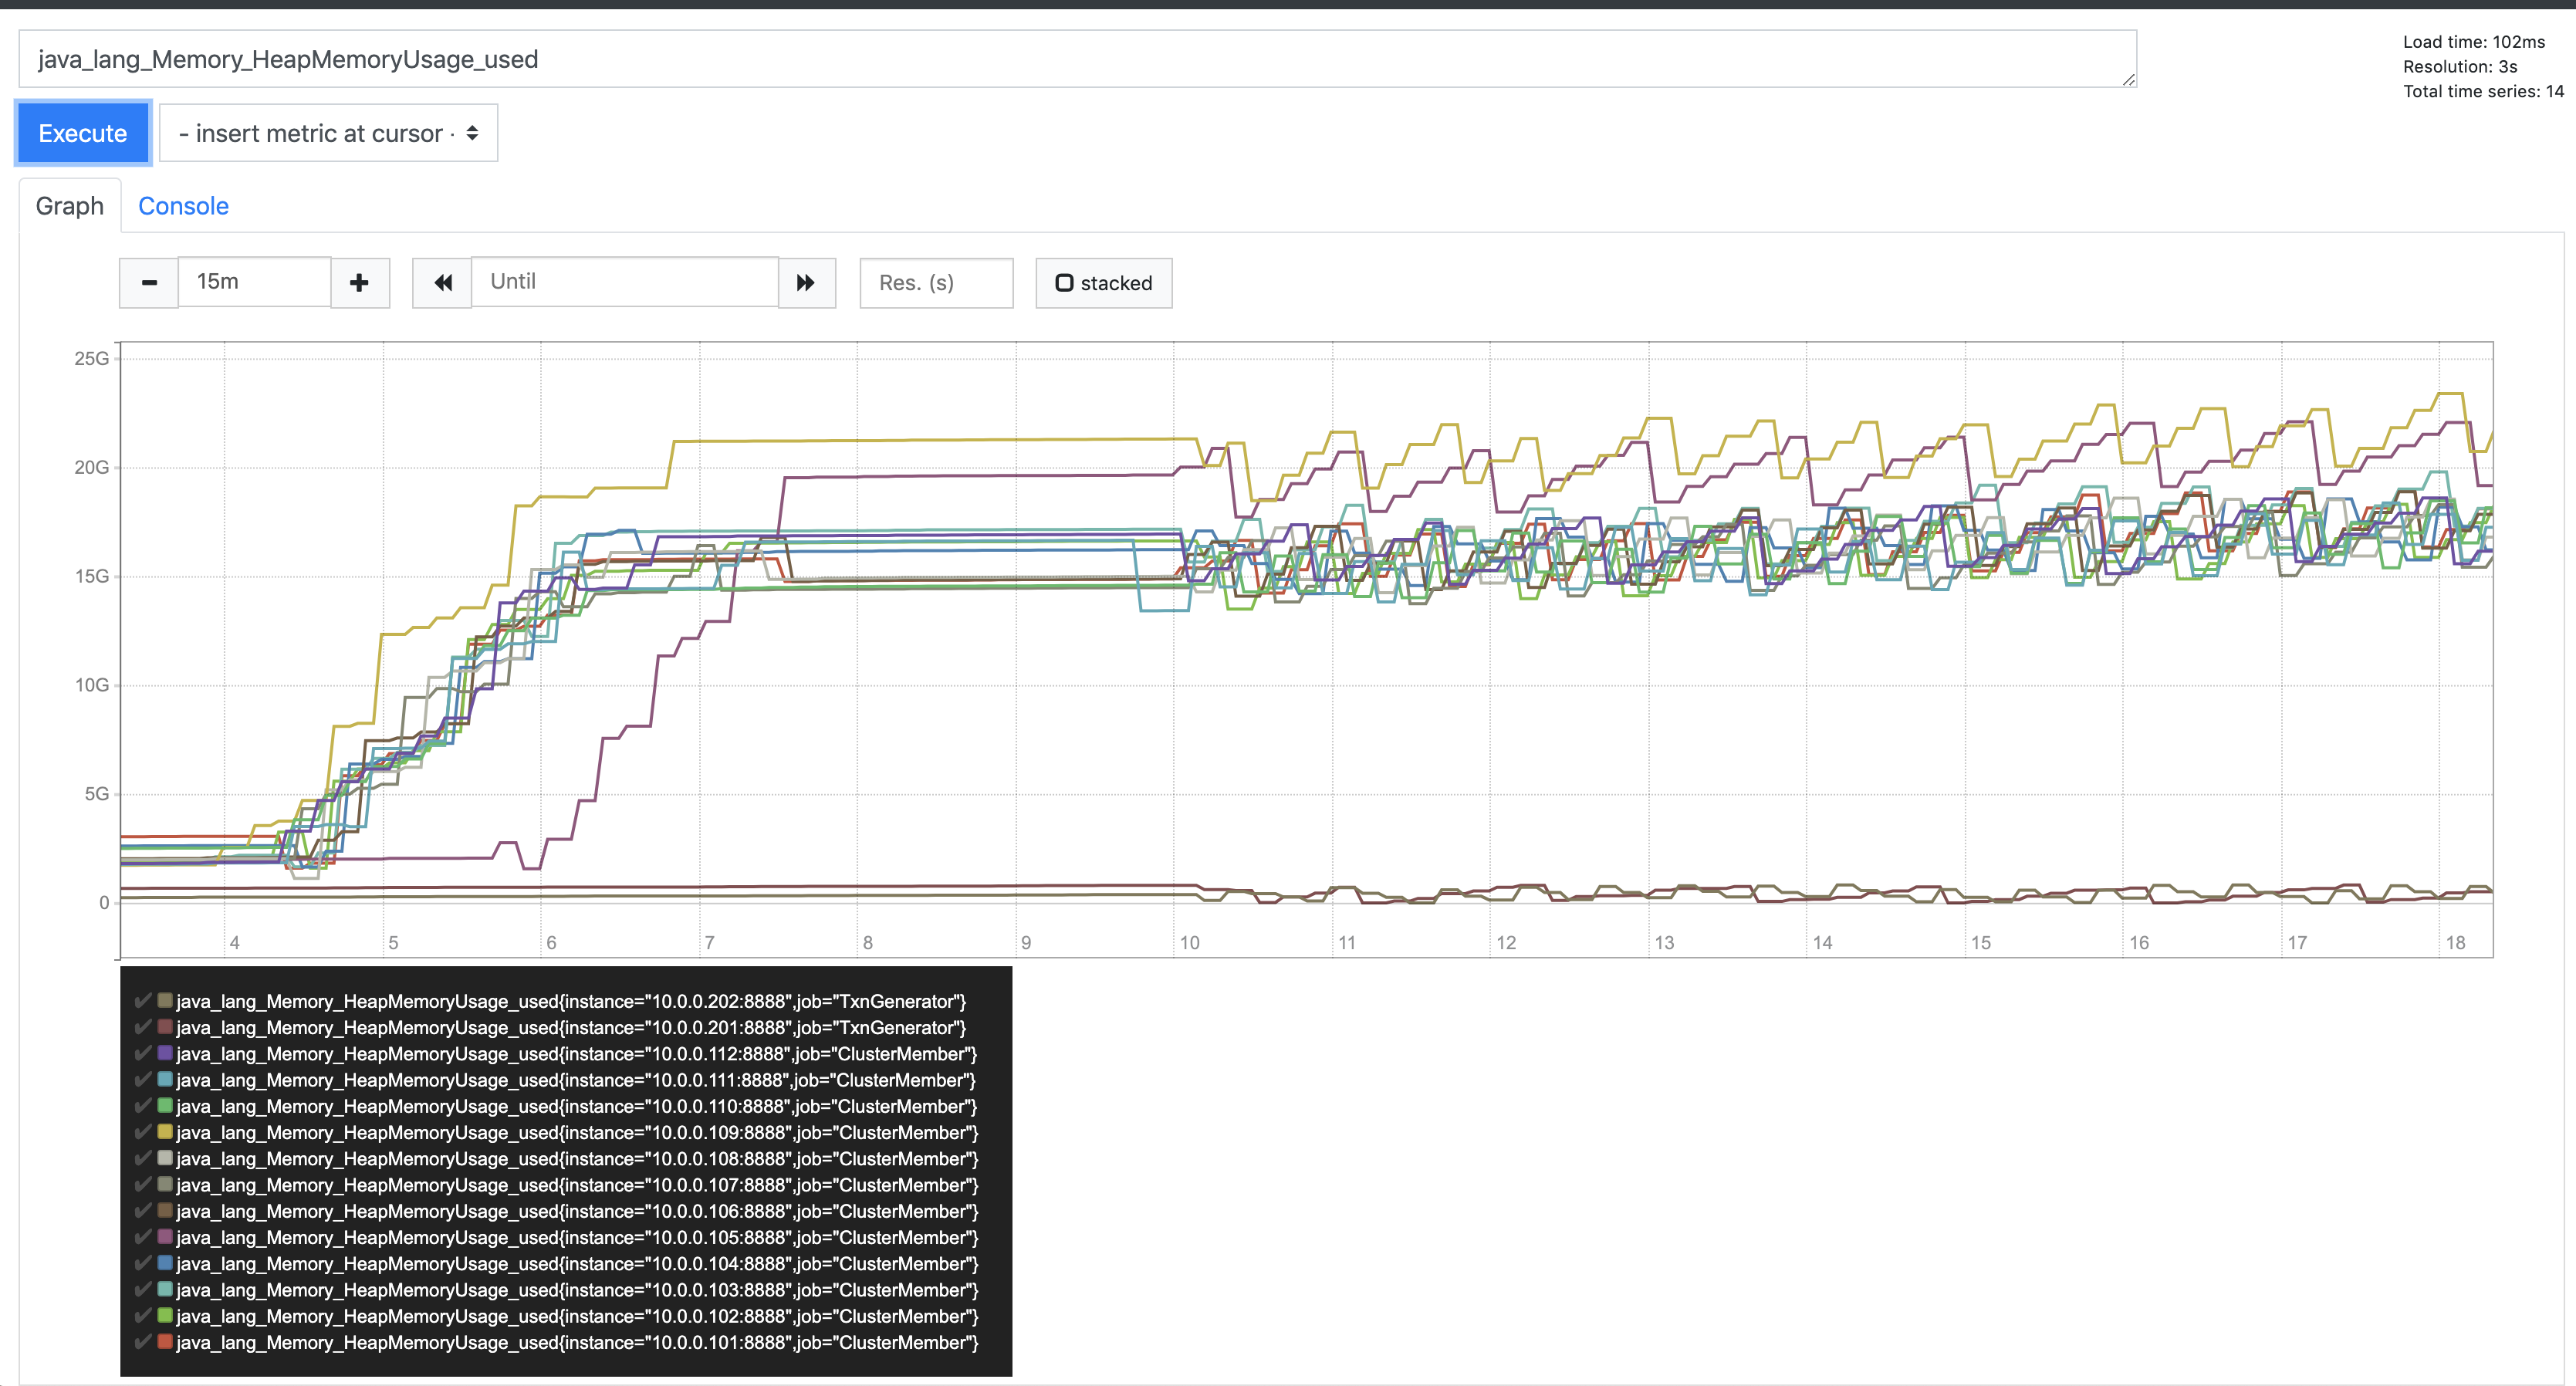 java_lang_Memory_HeapMemoryUsage_used
Load time: 102ms
Resolution: 3s
Total time series: 14
Execute
- insert metric at cursor -
Graph
Console
15m
Until
Res. (s)
stacked
25G
20G
15G
10G
5G
0
4 5 6 7 8 9 10 11 12 13 14 15 16 17 18
java_lang_Memory_HeapMemoryUsage_used{instance="10.0.0.202:8888",job="TxnGenerator"}
java_lang_Memory_HeapMemoryUsage_used{instance="10.0.0.201:8888",job="TxnGenerator"}
java_lang_Memory_HeapMemoryUsage_used{instance="10.0.0.112:8888",job="ClusterMember"}
java_lang_Memory_HeapMemoryUsage_used{instance="10.0.0.111:8888",job="ClusterMember"}
java_lang_Memory_HeapMemoryUsage_used{instance="10.0.0.110:8888",job="ClusterMember"}
java_lang_Memory_HeapMemoryUsage_used{instance="10.0.0.109:8888",job="ClusterMember"}
java_lang_Memory_HeapMemoryUsage_used{instance="10.0.0.108:8888",job="ClusterMember"}
java_lang_Memory_HeapMemoryUsage_used{instance="10.0.0.107:8888",job="ClusterMember"}
java_lang_Memory_HeapMemoryUsage_used{instance="10.0.0.106:8888",job="ClusterMember"}
java_lang_Memory_HeapMemoryUsage_used{instance="10.0.0.105:8888",job="ClusterMember"}
java_lang_Memory_HeapMemoryUsage_used{instance="10.0.0.104:8888",job="ClusterMember"}
java_lang_Memory_HeapMemoryUsage_used{instance="10.0.0.103:8888",job="ClusterMember"}
java_lang_Memory_HeapMemoryUsage_used{instance="10.0.0.102:8888",job="ClusterMember"}
java_lang_Memory_HeapMemoryUsage_used{instance="10.0.0.101:8888",job="ClusterMember"}